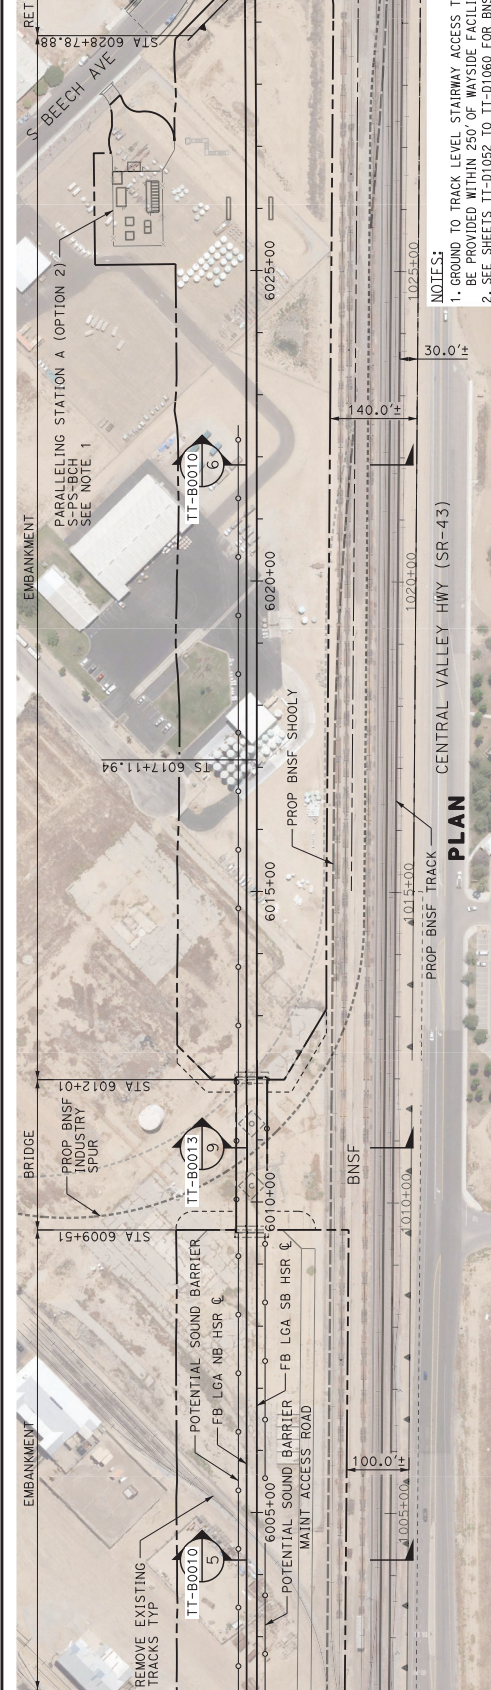 RET
STA 6028+78.88
S BEECH AVE
PARALLELING STATION A (OPTION 2)
S-PS-BCH
SEE NOTE 1
EMBANKMENT
6025+00
1025+00
NOTES:
1. GROUND TO TRACK LEVEL STAIRWAY ACCESS T
BE PROVIDED WITHIN 250' OF WAYSIDE FACILI
2. SEE SHEETS TT-D1052 TO TT-D1060 FOR BNS
30.0'±
140.0'±
TT-B0010
6
6020+00
1020+00
CENTRAL VALLEY HWY (SR-43)
TS 6017+11.94
PROP BNSF SHOOLY
PLAN
6015+00
1015+00
PROP BNSF TRACK
STA 6012+01
BRIDGE
PROP BNSF
INDUSTRY
SPUR
TT-B0013
9
BNSF
6010+00
1010+00
STA 6009+51
POTENTIAL SOUND BARRIER
FB LGA NB HSR ℄
FB LGA SB HSR ℄
POTENTIAL SOUND BARRIER
MAINT ACCESS ROAD
EMBANKMENT
100.0'±
6005+00
1005+00
TT-B0010
5
REMOVE EXISTING
TRACKS TYP